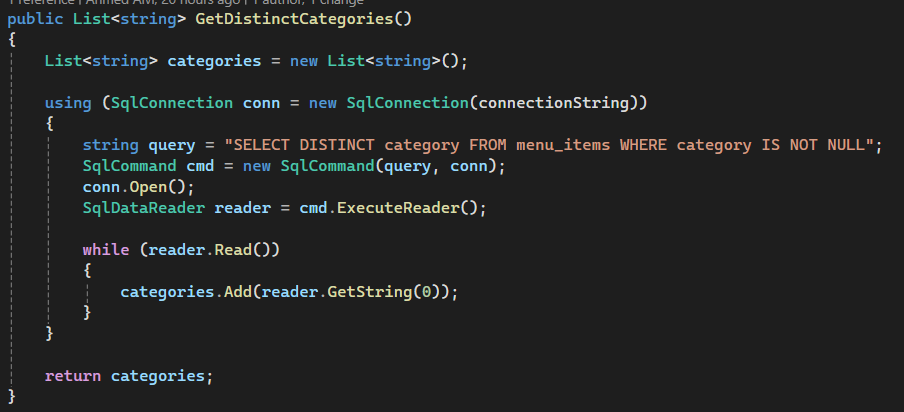 1 reference | Ahmed Alvi, 20 hours ago | 1 author, 1 change
public List<string> GetDistinctCategories()
{
    List<string> categories = new List<string>();

    using (SqlConnection conn = new SqlConnection(connectionString))
    {
        string query = "SELECT DISTINCT category FROM menu_items WHERE category IS NOT NULL";
        SqlCommand cmd = new SqlCommand(query, conn);
        conn.Open();
        SqlDataReader reader = cmd.ExecuteReader();

        while (reader.Read())
        {
            categories.Add(reader.GetString(0));
        }
    }

    return categories;
}